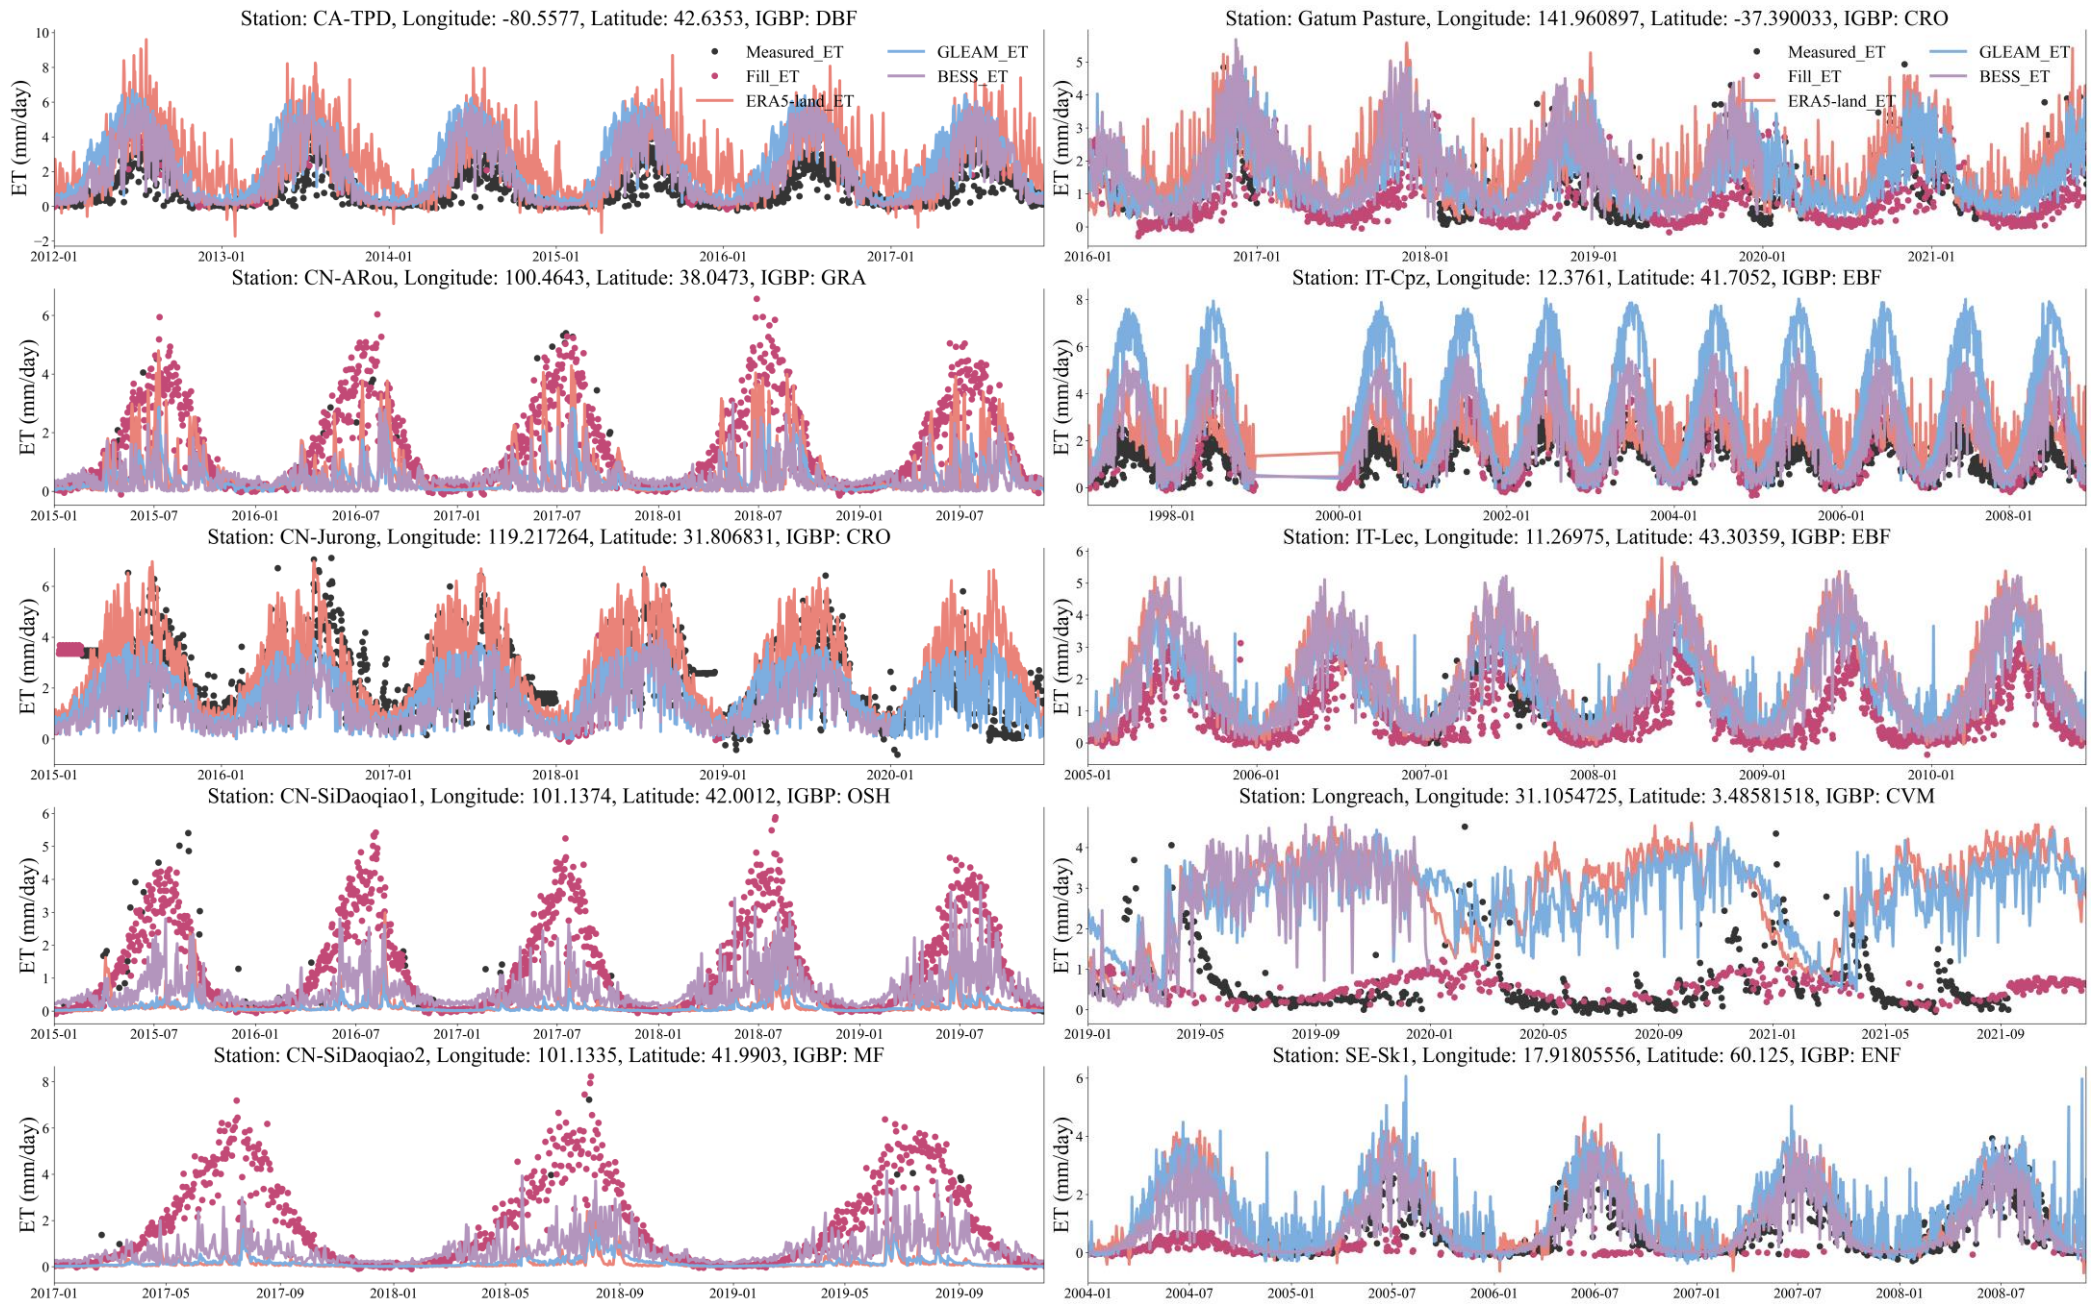 Station: CA-TPD, Longitude: -80.5577, Latitude: 42.6353, IGBP: DBF
ET (mm/day)
10
8
6
4
2
0
−2
Measured_ET
Fill_ET
ERA5-land_ET
GLEAM_ET
BESS_ET
2012-01 2013-01 2014-01 2015-01 2016-01 2017-01
Station: Gatum Pasture, Longitude: 141.960897, Latitude: -37.390033, IGBP: CRO
ET (mm/day)
5
4
3
2
1
0
Measured_ET
Fill_ET
ERA5-land_ET
GLEAM_ET
BESS_ET
2016-01 2017-01 2018-01 2019-01 2020-01 2021-01
Station: CN-ARou, Longitude: 100.4643, Latitude: 38.0473, IGBP: GRA
ET (mm/day)
6
4
2
0
2015-01 2015-07 2016-01 2016-07 2017-01 2017-07 2018-01 2018-07 2019-01 2019-07
Station: IT-Cpz, Longitude: 12.3761, Latitude: 41.7052, IGBP: EBF
ET (mm/day)
8
6
4
2
0
1998-01 2000-01 2002-01 2004-01 2006-01 2008-01
Station: CN-Jurong, Longitude: 119.217264, Latitude: 31.806831, IGBP: CRO
ET (mm/day)
6
4
2
0
2015-01 2016-01 2017-01 2018-01 2019-01 2020-01
Station: IT-Lec, Longitude: 11.26975, Latitude: 43.30359, IGBP: EBF
ET (mm/day)
6
5
4
3
2
1
0
2005-01 2006-01 2007-01 2008-01 2009-01 2010-01
Station: CN-SiDaoqiao1, Longitude: 101.1374, Latitude: 42.0012, IGBP: OSH
ET (mm/day)
6
5
4
3
2
1
0
2015-01 2015-07 2016-01 2016-07 2017-01 2017-07 2018-01 2018-07 2019-01 2019-07
Station: Longreach, Longitude: 31.1054725, Latitude: 3.48581518, IGBP: CVM
ET (mm/day)
4
3
2
1
0
2019-01 2019-05 2019-09 2020-01 2020-05 2020-09 2021-01 2021-05 2021-09
Station: CN-SiDaoqiao2, Longitude: 101.1335, Latitude: 41.9903, IGBP: MF
ET (mm/day)
8
6
4
2
0
2017-01 2017-05 2017-09 2018-01 2018-05 2018-09 2019-01 2019-05 2019-09
Station: SE-Sk1, Longitude: 17.91805556, Latitude: 60.125, IGBP: ENF
ET (mm/day)
6
4
2
0
2004-01 2004-07 2005-01 2005-07 2006-01 2006-07 2007-01 2007-07 2008-01 2008-07